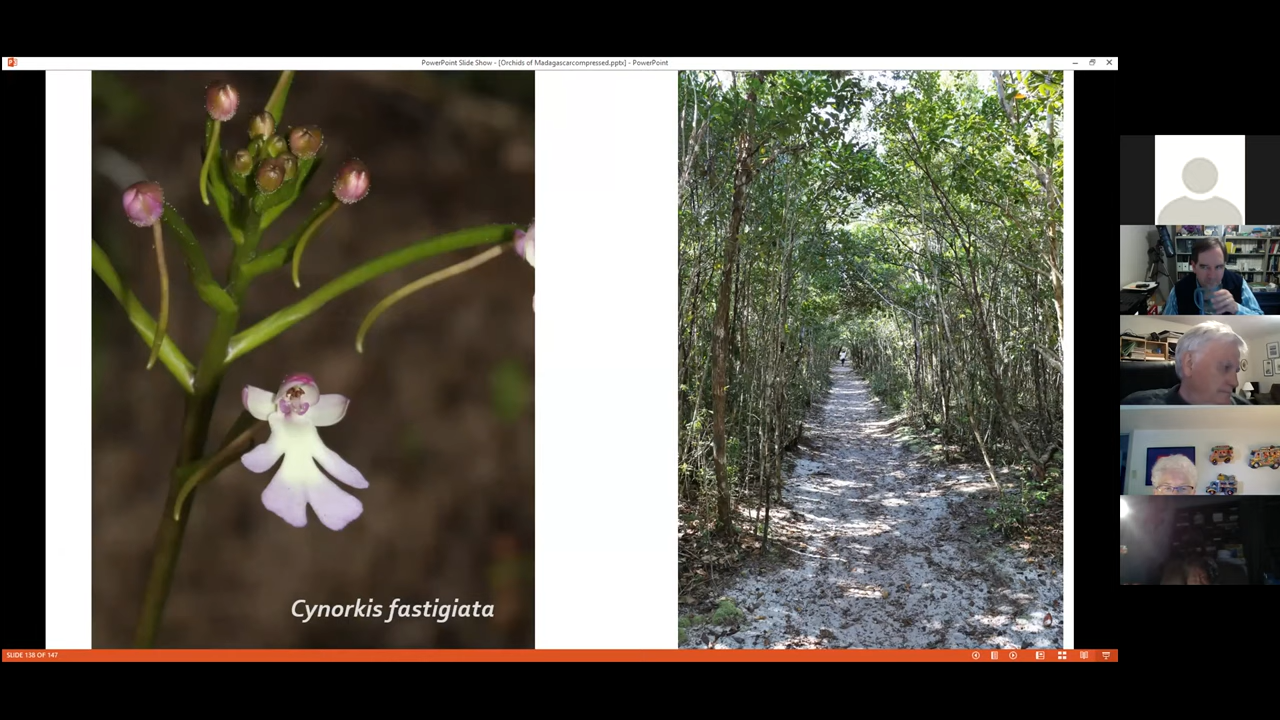 PowerPoint Slide Show - [Orchids of Madagascarcompressed.pptx] - PowerPoint
Cynorkis fastigiata
SLIDE 138 OF 147